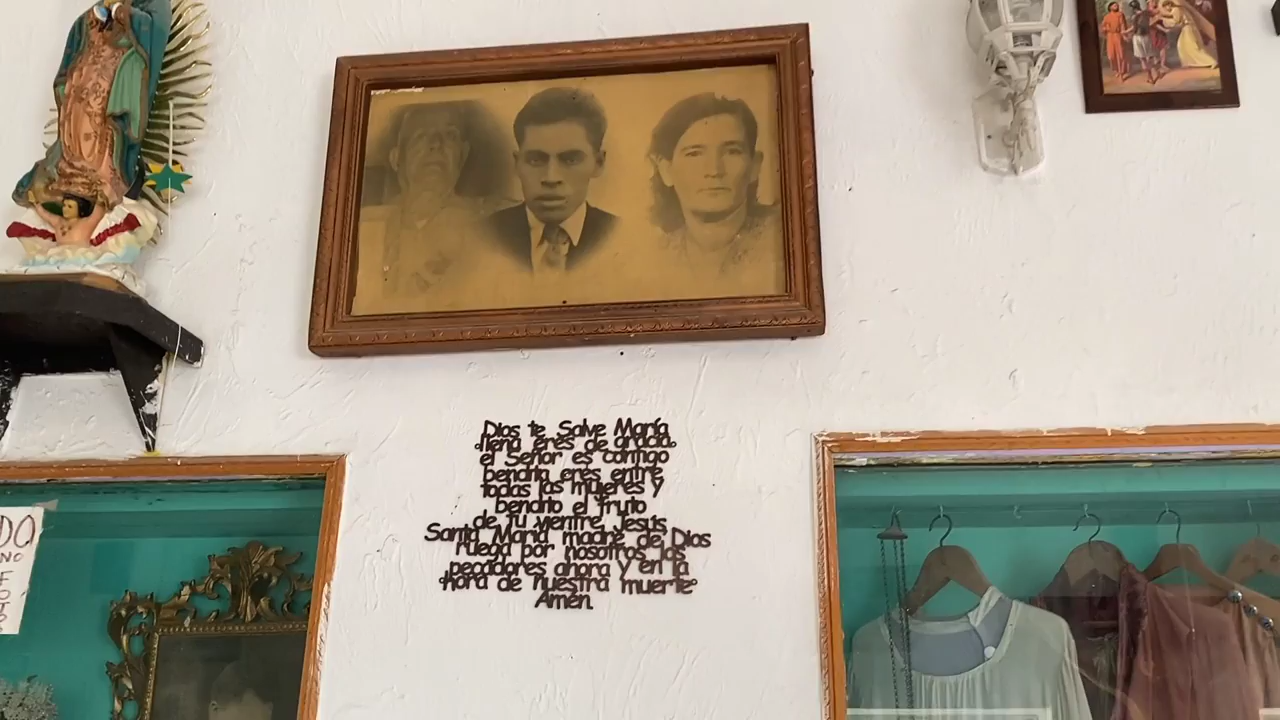 Dios te Salve María
llena eres de gracia,
el Señor es contigo
bendita eres entre
todas las mujeres y
bendito el fruto
de tu vientre, Jesús
Santa María madre de Dios
ruega por nosotros los
pecadores ahora y en la
hora de nuestra muerte
Amén.
DO
NO